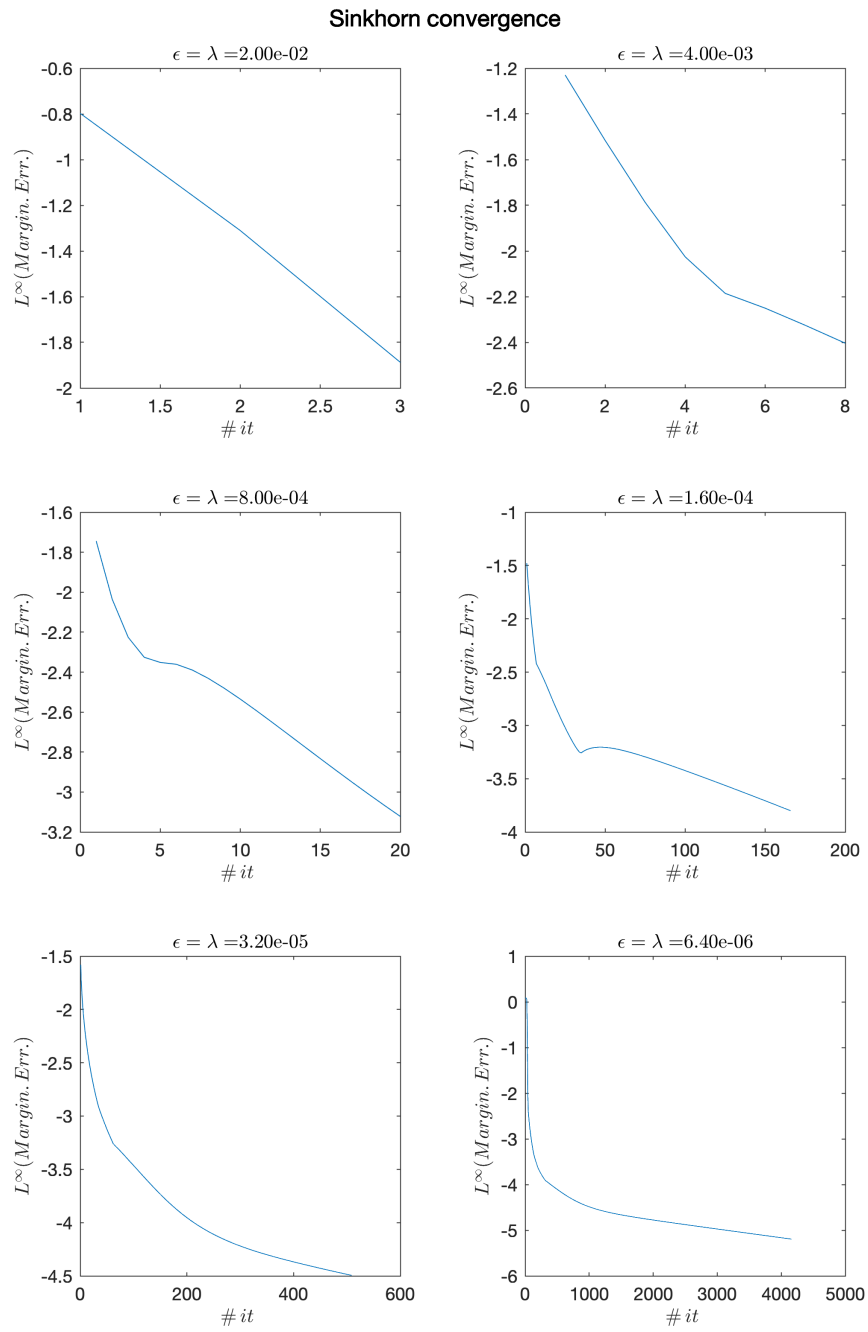 Sinkhorn convergence
ϵ = λ =2.00e-02
-0.6
-0.8
-1
-1.2
-1.4
-1.6
-1.8
-2
L∞(Margin. Err.)
1 1.5 2 2.5 3
# it
ϵ = λ =4.00e-03
-1.2
-1.4
-1.6
-1.8
-2
-2.2
-2.4
-2.6
L∞(Margin. Err.)
0 2 4 6 8
# it
ϵ = λ =8.00e-04
-1.6
-1.8
-2
-2.2
-2.4
-2.6
-2.8
-3
-3.2
L∞(Margin. Err.)
0 5 10 15 20
# it
ϵ = λ =1.60e-04
-1
-1.5
-2
-2.5
-3
-3.5
-4
L∞(Margin. Err.)
0 50 100 150 200
# it
ϵ = λ =3.20e-05
-1.5
-2
-2.5
-3
-3.5
-4
-4.5
L∞(Margin. Err.)
0 200 400 600
# it
ϵ = λ =6.40e-06
1
0
-1
-2
-3
-4
-5
-6
L∞(Margin. Err.)
0 1000 2000 3000 4000 5000
# it